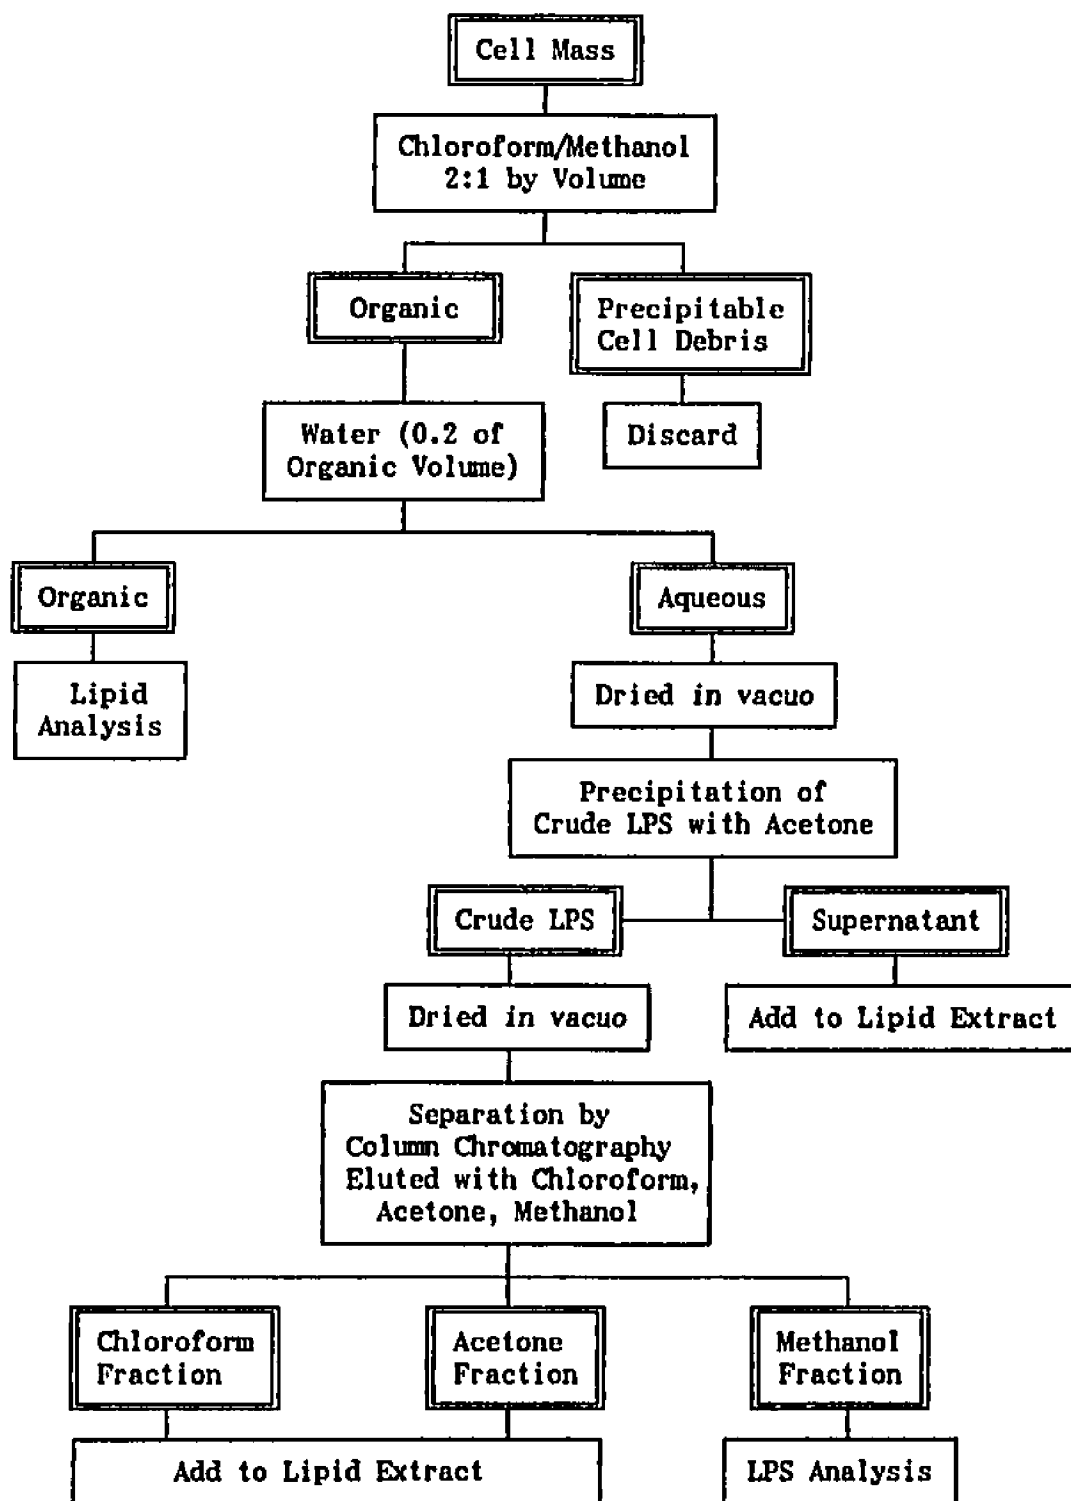 Cell Mass
Chloroform/Methanol
2:1 by Volume
Organic
Precipitable
Cell Debris
Water (0.2 of
Organic Volume)
Discard
Organic
Aqueous
Lipid
Analysis
Dried in vacuo
Precipitation of
Crude LPS with Acetone
Crude LPS
Supernatant
Dried in vacuo
Add to Lipid Extract
Separation by
Column Chromatography
Eluted with Chloroform,
Acetone, Methanol
Chloroform
Fraction
Acetone
Fraction
Methanol
Fraction
Add to Lipid Extract
LPS Analysis